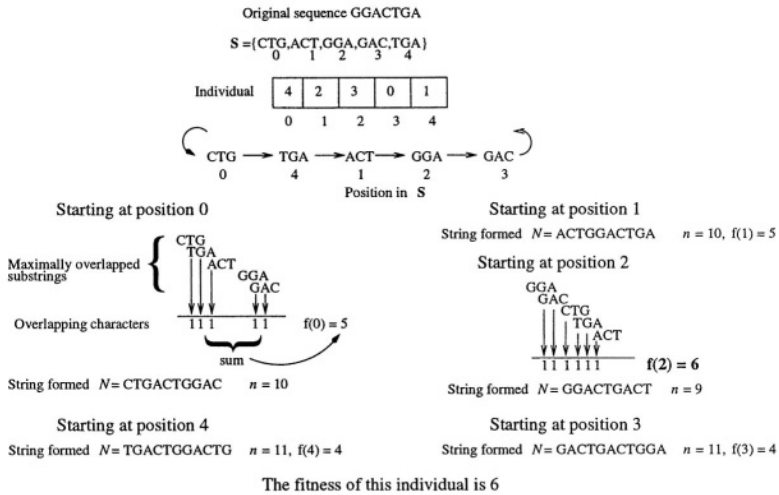 Original sequence GGACTGA
S ={CTG,ACT,GGA,GAC,TGA}
0 1 2 3 4
Individual 4 2 3 0 1
0 1 2 3 4
CTG TGA ACT GGA GAC
0 4 1 2 3
Position in S
Starting at position 0
CTG
TGA
ACT
GGA
GAC
Maximally overlapped
substrings
Overlapping characters 1 1 1 1 1 f(0) = 5
sum
String formed N= CTGACTGGAC n = 10
Starting at position 1
String formed N= ACTGGACTGA n = 10, f(1) = 5
Starting at position 2
GGA
GAC
CTG
TGA
ACT
1 1 1 1 1 1 f(2) = 6
String formed N= GGACTGACT n = 9
Starting at position 4
String formed N= TGACTGGACTG n = 11, f(4) = 4
Starting at position 3
String formed N= GACTGACTGGA n = 11, f(3) = 4
The fitness of this individual is 6